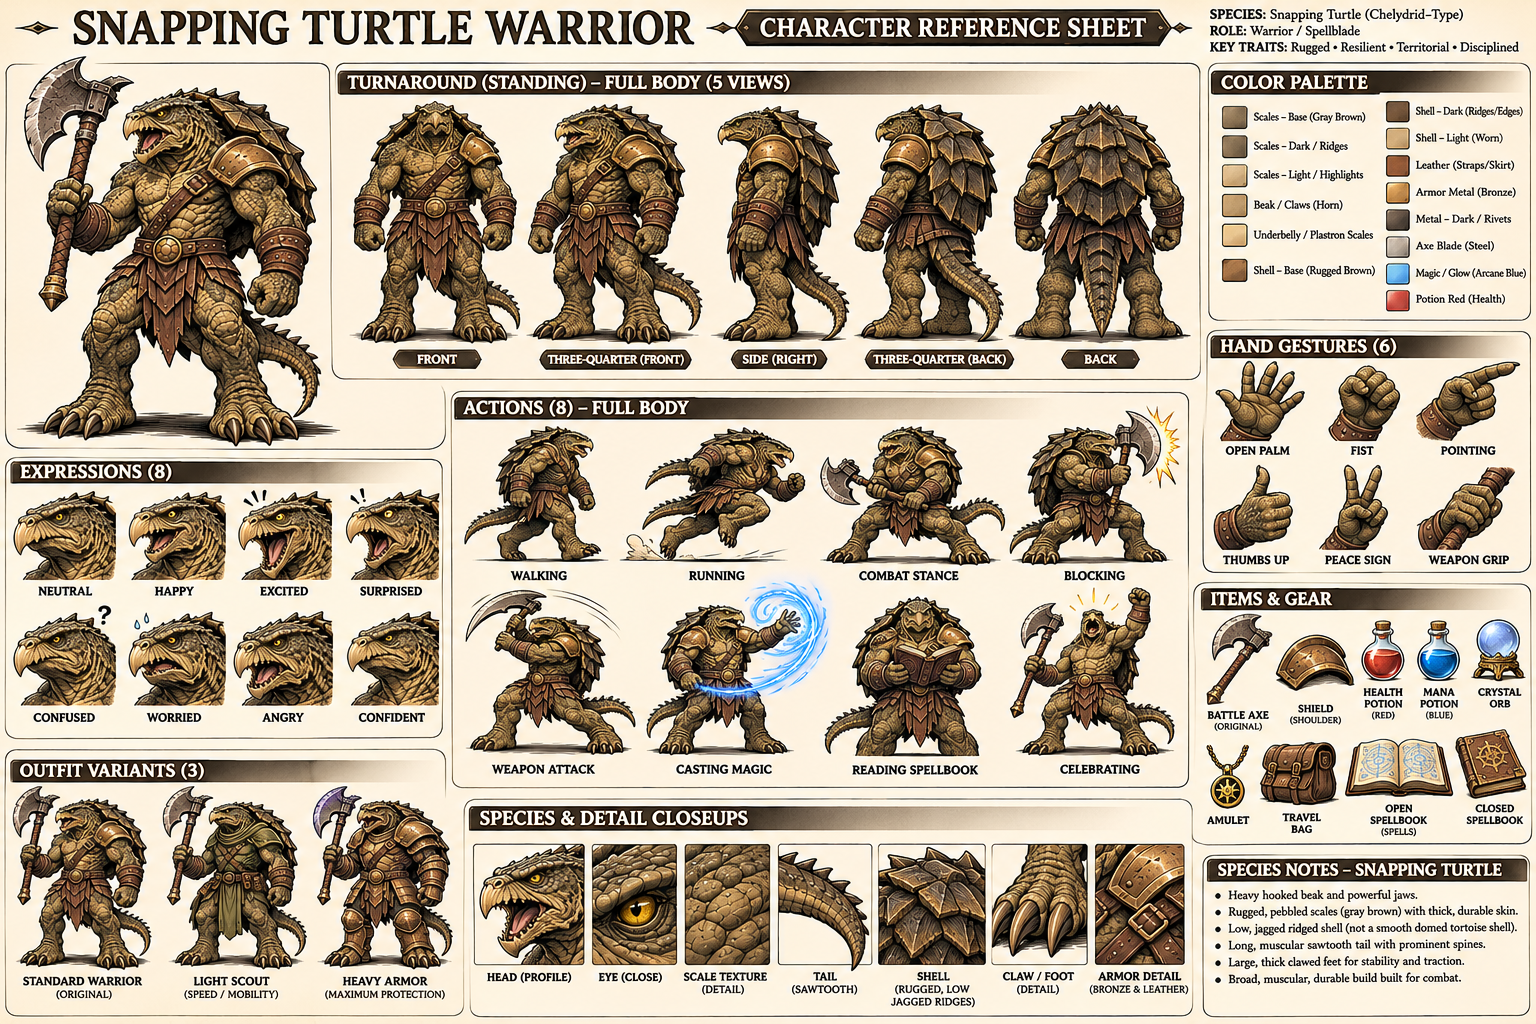 SNAPPING TURTLE WARRIOR
CHARACTER REFERENCE SHEET
SPECIES: Snapping Turtle (Chelydrid-Type)
ROLE: Warrior / Spellblade
KEY TRAITS: Rugged • Resilient • Territorial • Disciplined
TURNAROUND (STANDING) – FULL BODY (5 VIEWS)
FRONT
THREE-QUARTER (FRONT)
SIDE (RIGHT)
THREE-QUARTER (BACK)
BACK
COLOR PALETTE
Scales – Base (Gray Brown)
Scales – Dark / Ridges
Scales – Light / Highlights
Beak / Claws (Horn)
Underbelly / Plastron Scales
Shell – Base (Rugged Brown)
Shell – Dark (Ridges/Edges)
Shell – Light (Worn)
Leather (Straps/Skirt)
Armor Metal (Bronze)
Metal – Dark / Rivets
Axe Blade (Steel)
Magic / Glow (Arcane Blue)
Potion Red (Health)
HAND GESTURES (6)
OPEN PALM
FIST
POINTING
THUMBS UP
PEACE SIGN
WEAPON GRIP
EXPRESSIONS (8)
NEUTRAL
HAPPY
EXCITED
!
SURPRISED
?
CONFUSED
WORRIED
ANGRY
CONFIDENT
ACTIONS (8) – FULL BODY
WALKING
RUNNING
COMBAT STANCE
BLOCKING
WEAPON ATTACK
CASTING MAGIC
READING SPELLBOOK
CELEBRATING
ITEMS & GEAR
BATTLE AXE
(ORIGINAL)
SHIELD
(SHOULDER)
HEALTH
POTION
(RED)
MANA
POTION
(BLUE)
CRYSTAL
ORB
AMULET
TRAVEL
BAG
OPEN
SPELLBOOK
(SPELLS)
CLOSED
SPELLBOOK
OUTFIT VARIANTS (3)
STANDARD WARRIOR
(ORIGINAL)
LIGHT SCOUT
(SPEED / MOBILITY)
HEAVY ARMOR
(MAXIMUM PROTECTION)
SPECIES & DETAIL CLOSEUPS
HEAD (PROFILE)
EYE (CLOSE)
SCALE TEXTURE
(DETAIL)
TAIL
(SAWTOOTH)
SHELL
(RUGGED, LOW
JAGGED RIDGES)
CLAW / FOOT
(DETAIL)
ARMOR DETAIL
(BRONZE & LEATHER)
SPECIES NOTES – SNAPPING TURTLE
• Heavy hooked beak and powerful jaws.
• Rugged, pebbled scales (gray brown) with thick, durable skin.
• Low, jagged ridged shell (not a smooth domed tortoise shell).
• Long, muscular sawtooth tail with prominent spines.
• Large, thick clawed feet for stability and traction.
• Broad, muscular, durable build built for combat.